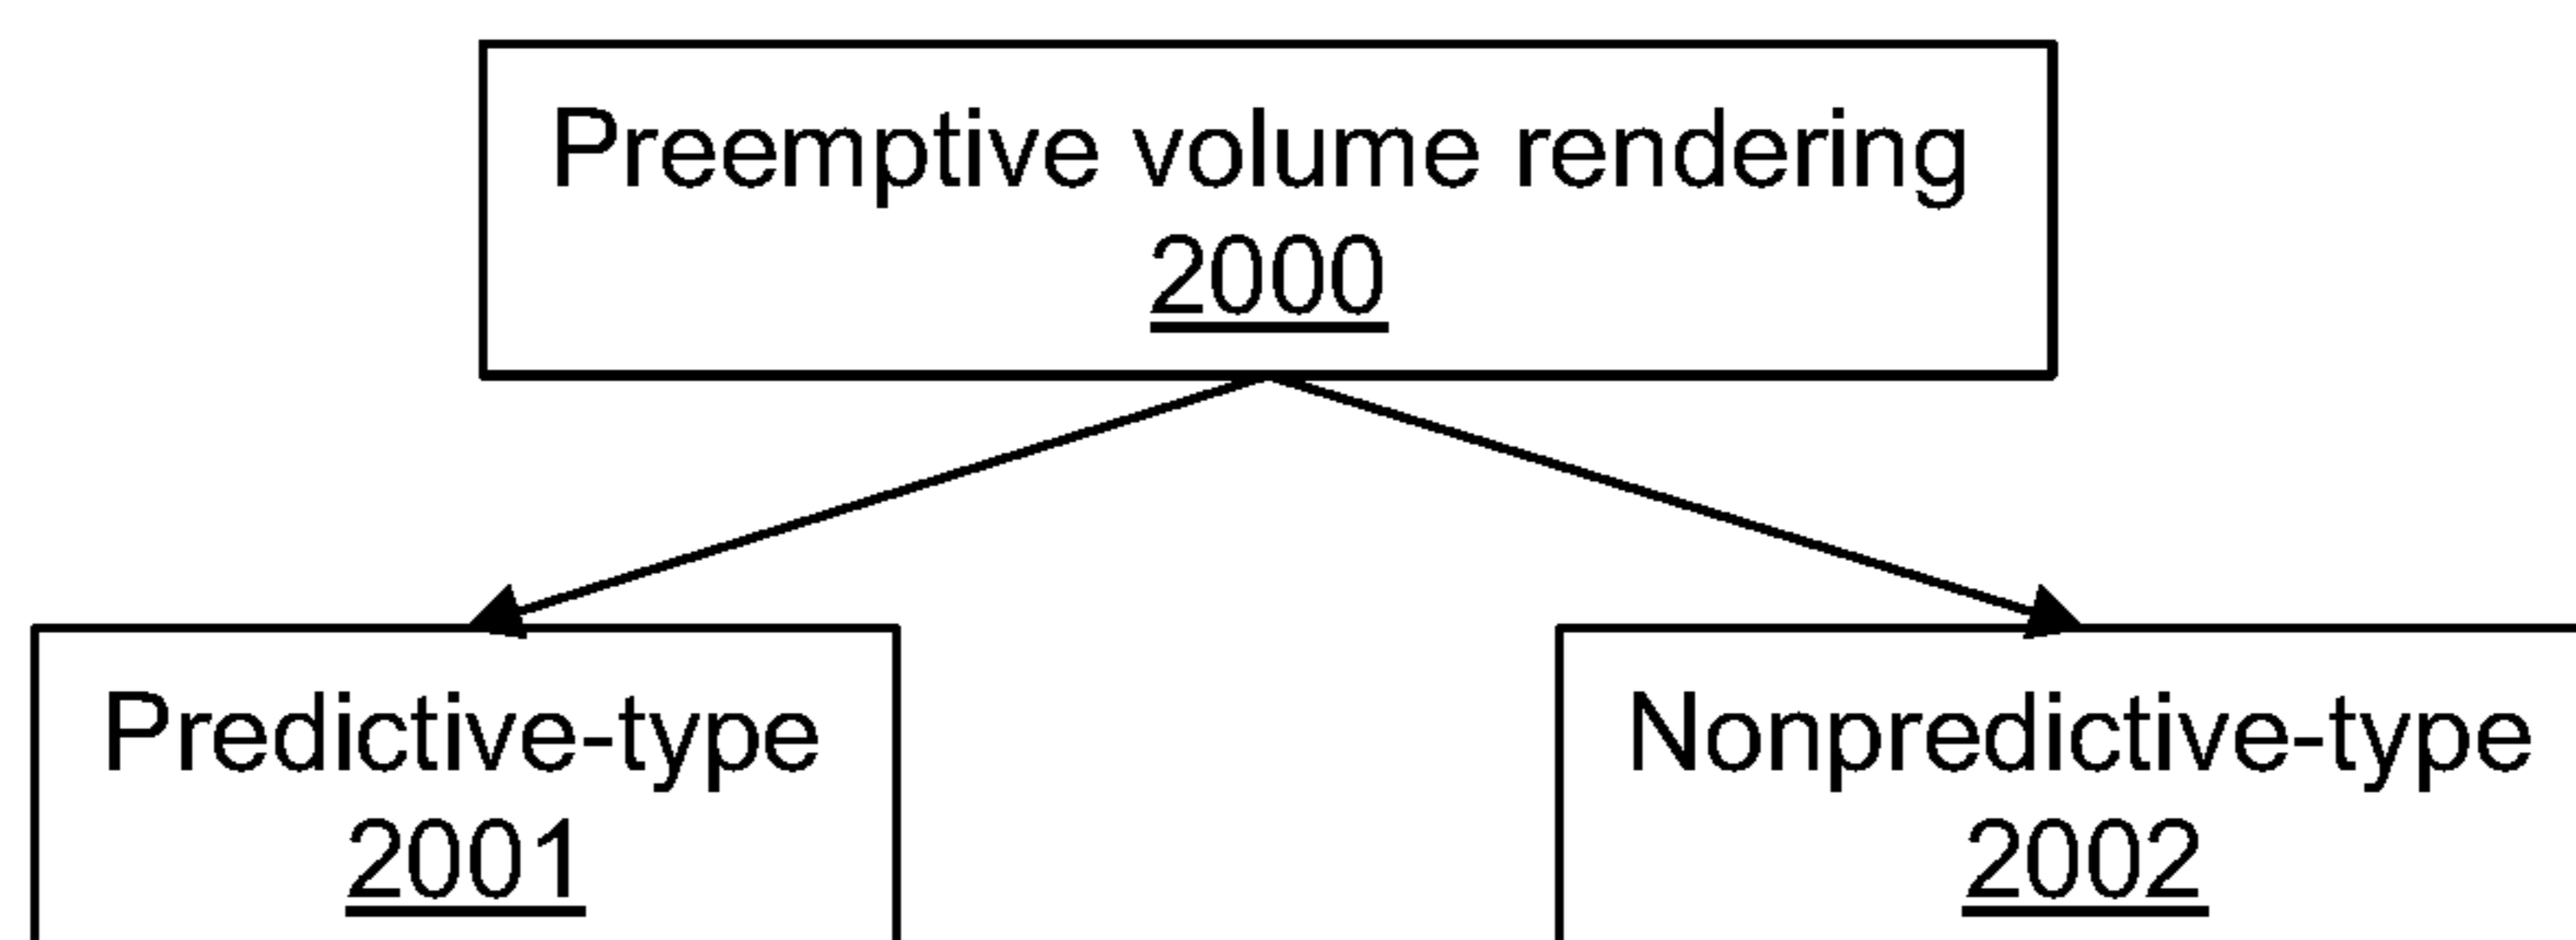 Preemptive volume rendering
2000
Predictive-type
2001
Nonpredictive-type
2002